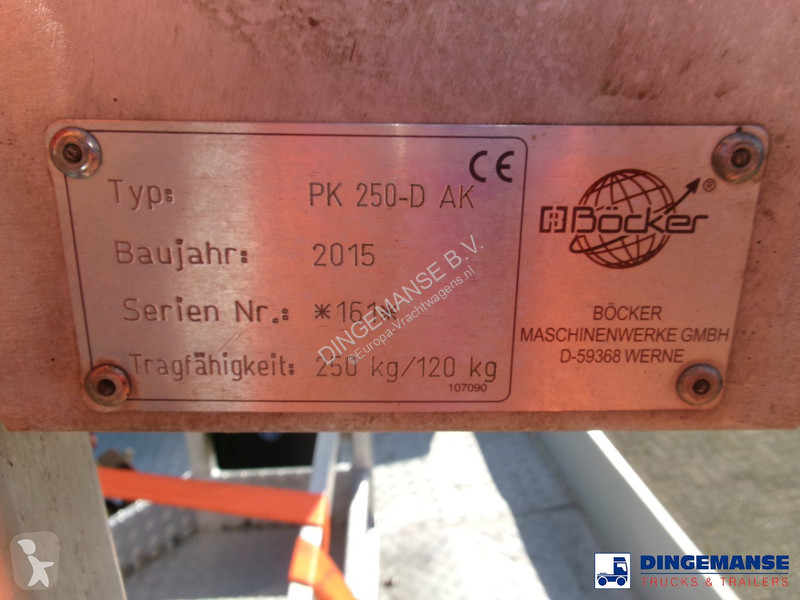 Typ: PK 250-D AK
CE
Baujahr: 2015
Serien Nr.: *161*
Tragfähigkeit: 250 kg/120 kg
107090
Böcker ®
BÖCKER
MASCHINENWERKE GMBH
D-59368 WERNE
DINGEMANSE B.V.
©Europa-Vrachtwagens.nl
DINGEMANSE
TRUCKS & TRAILERS